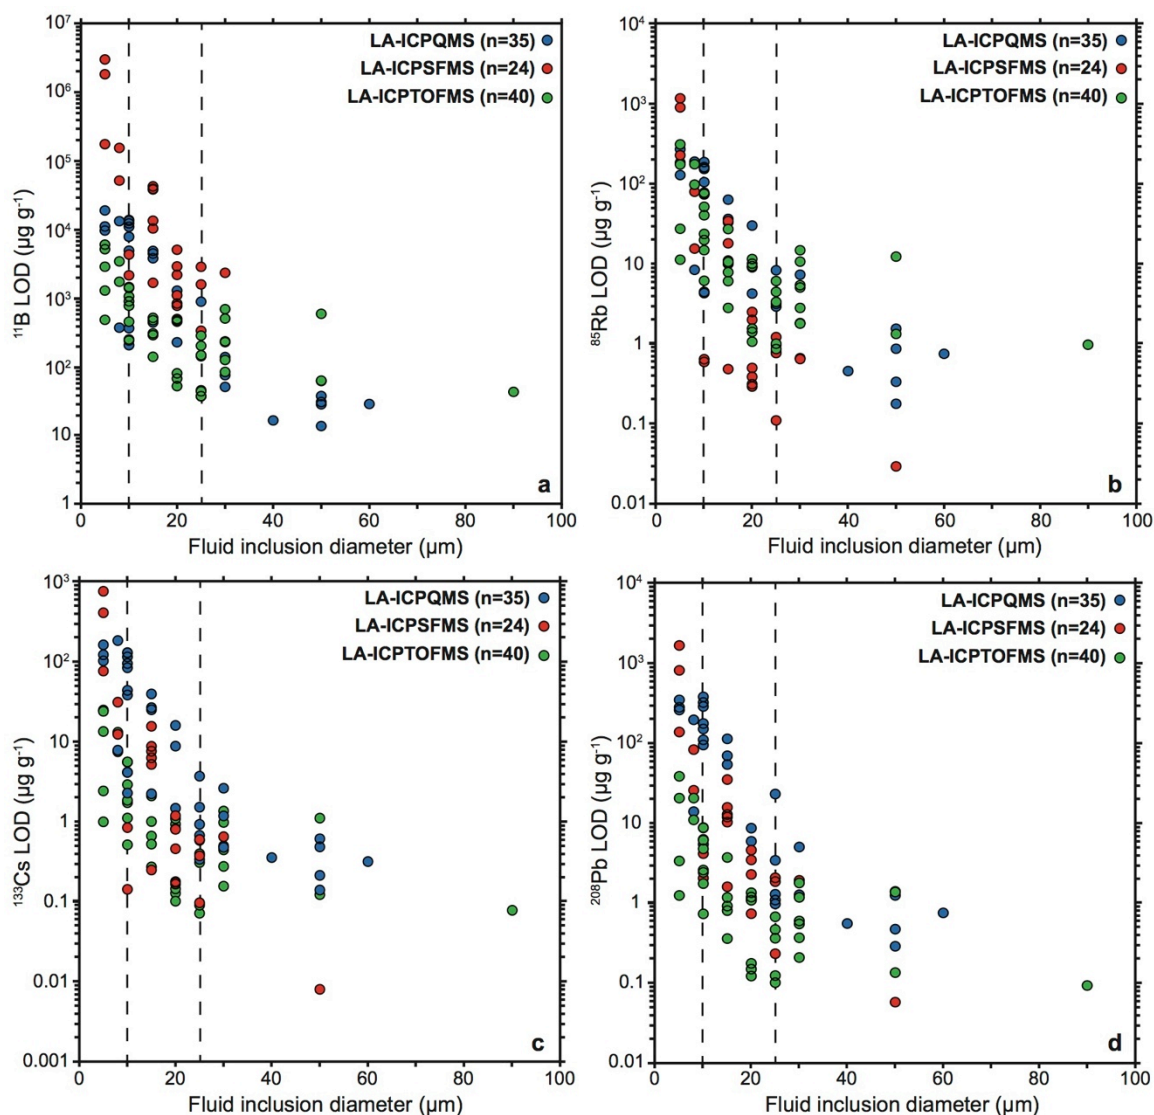 10⁷
10⁶
10⁵
10⁴
10³
10²
10
1
¹¹B LOD (µg g⁻¹)
LA-ICPQMS (n=35)
LA-ICPSFMS (n=24)
LA-ICPTOFMS (n=40)
a
0 20 40 60 80 100
Fluid inclusion diameter (µm)
10⁴
10³
10²
10
1
0.1
0.01
⁸⁵Rb LOD (µg g⁻¹)
LA-ICPQMS (n=35)
LA-ICPSFMS (n=24)
LA-ICPTOFMS (n=40)
b
0 20 40 60 80 100
Fluid inclusion diameter (µm)
10³
10²
10
1
0.1
0.01
0.001
¹³³Cs LOD (µg g⁻¹)
LA-ICPQMS (n=35)
LA-ICPSFMS (n=24)
LA-ICPTOFMS (n=40)
c
0 20 40 60 80 100
Fluid inclusion diameter (µm)
10⁴
10³
10²
10
1
0.1
0.01
²⁰⁸Pb LOD (µg g⁻¹)
LA-ICPQMS (n=35)
LA-ICPSFMS (n=24)
LA-ICPTOFMS (n=40)
d
0 20 40 60 80 100
Fluid inclusion diameter (µm)